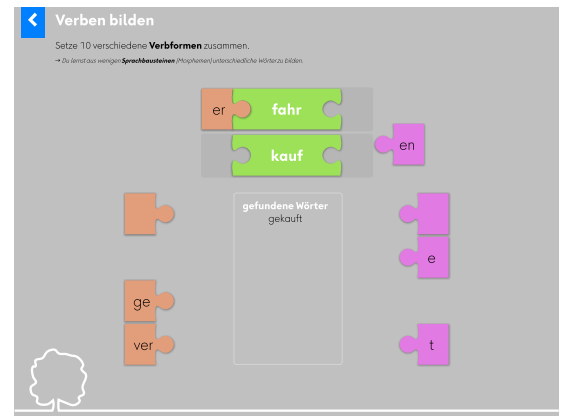 Verben bilden
Setze 10 verschiedene Verbformen zusammen.
→ Du lernst aus wenigen Sprachbausteinen (Morphemen) unterschiedliche Wörter zu bilden.
er fahr
kauf en
gefundene Wörter
gekauft
e
ge
ver t